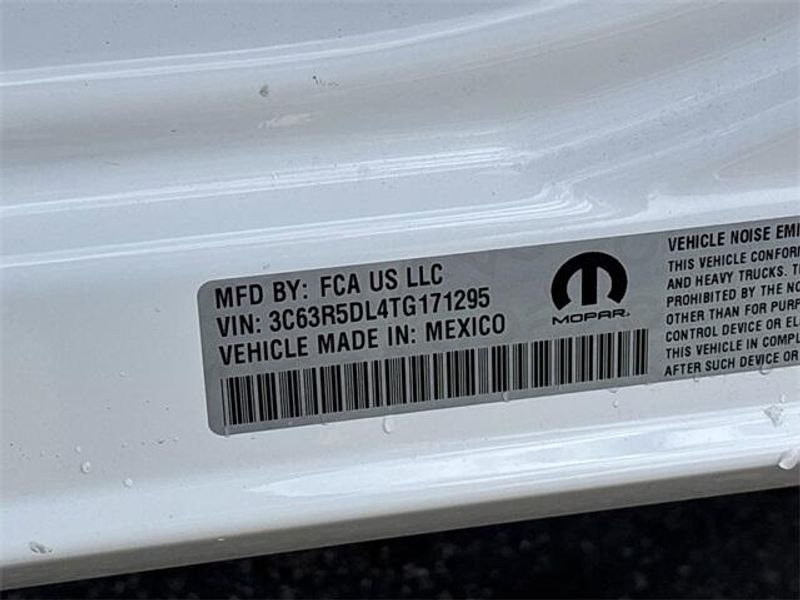 MFD BY: FCA US LLC
VIN: 3C63R5DL4TG171295
VEHICLE MADE IN: MEXICO
MOPAR.
VEHICLE NOISE EMI
THIS VEHICLE CONFOR
AND HEAVY TRUCKS. T
PROHIBITED BY THE NO
OTHER THAN FOR PURP
CONTROL DEVICE OR EL
THIS VEHICLE IN COMPL
AFTER SUCH DEVICE OR